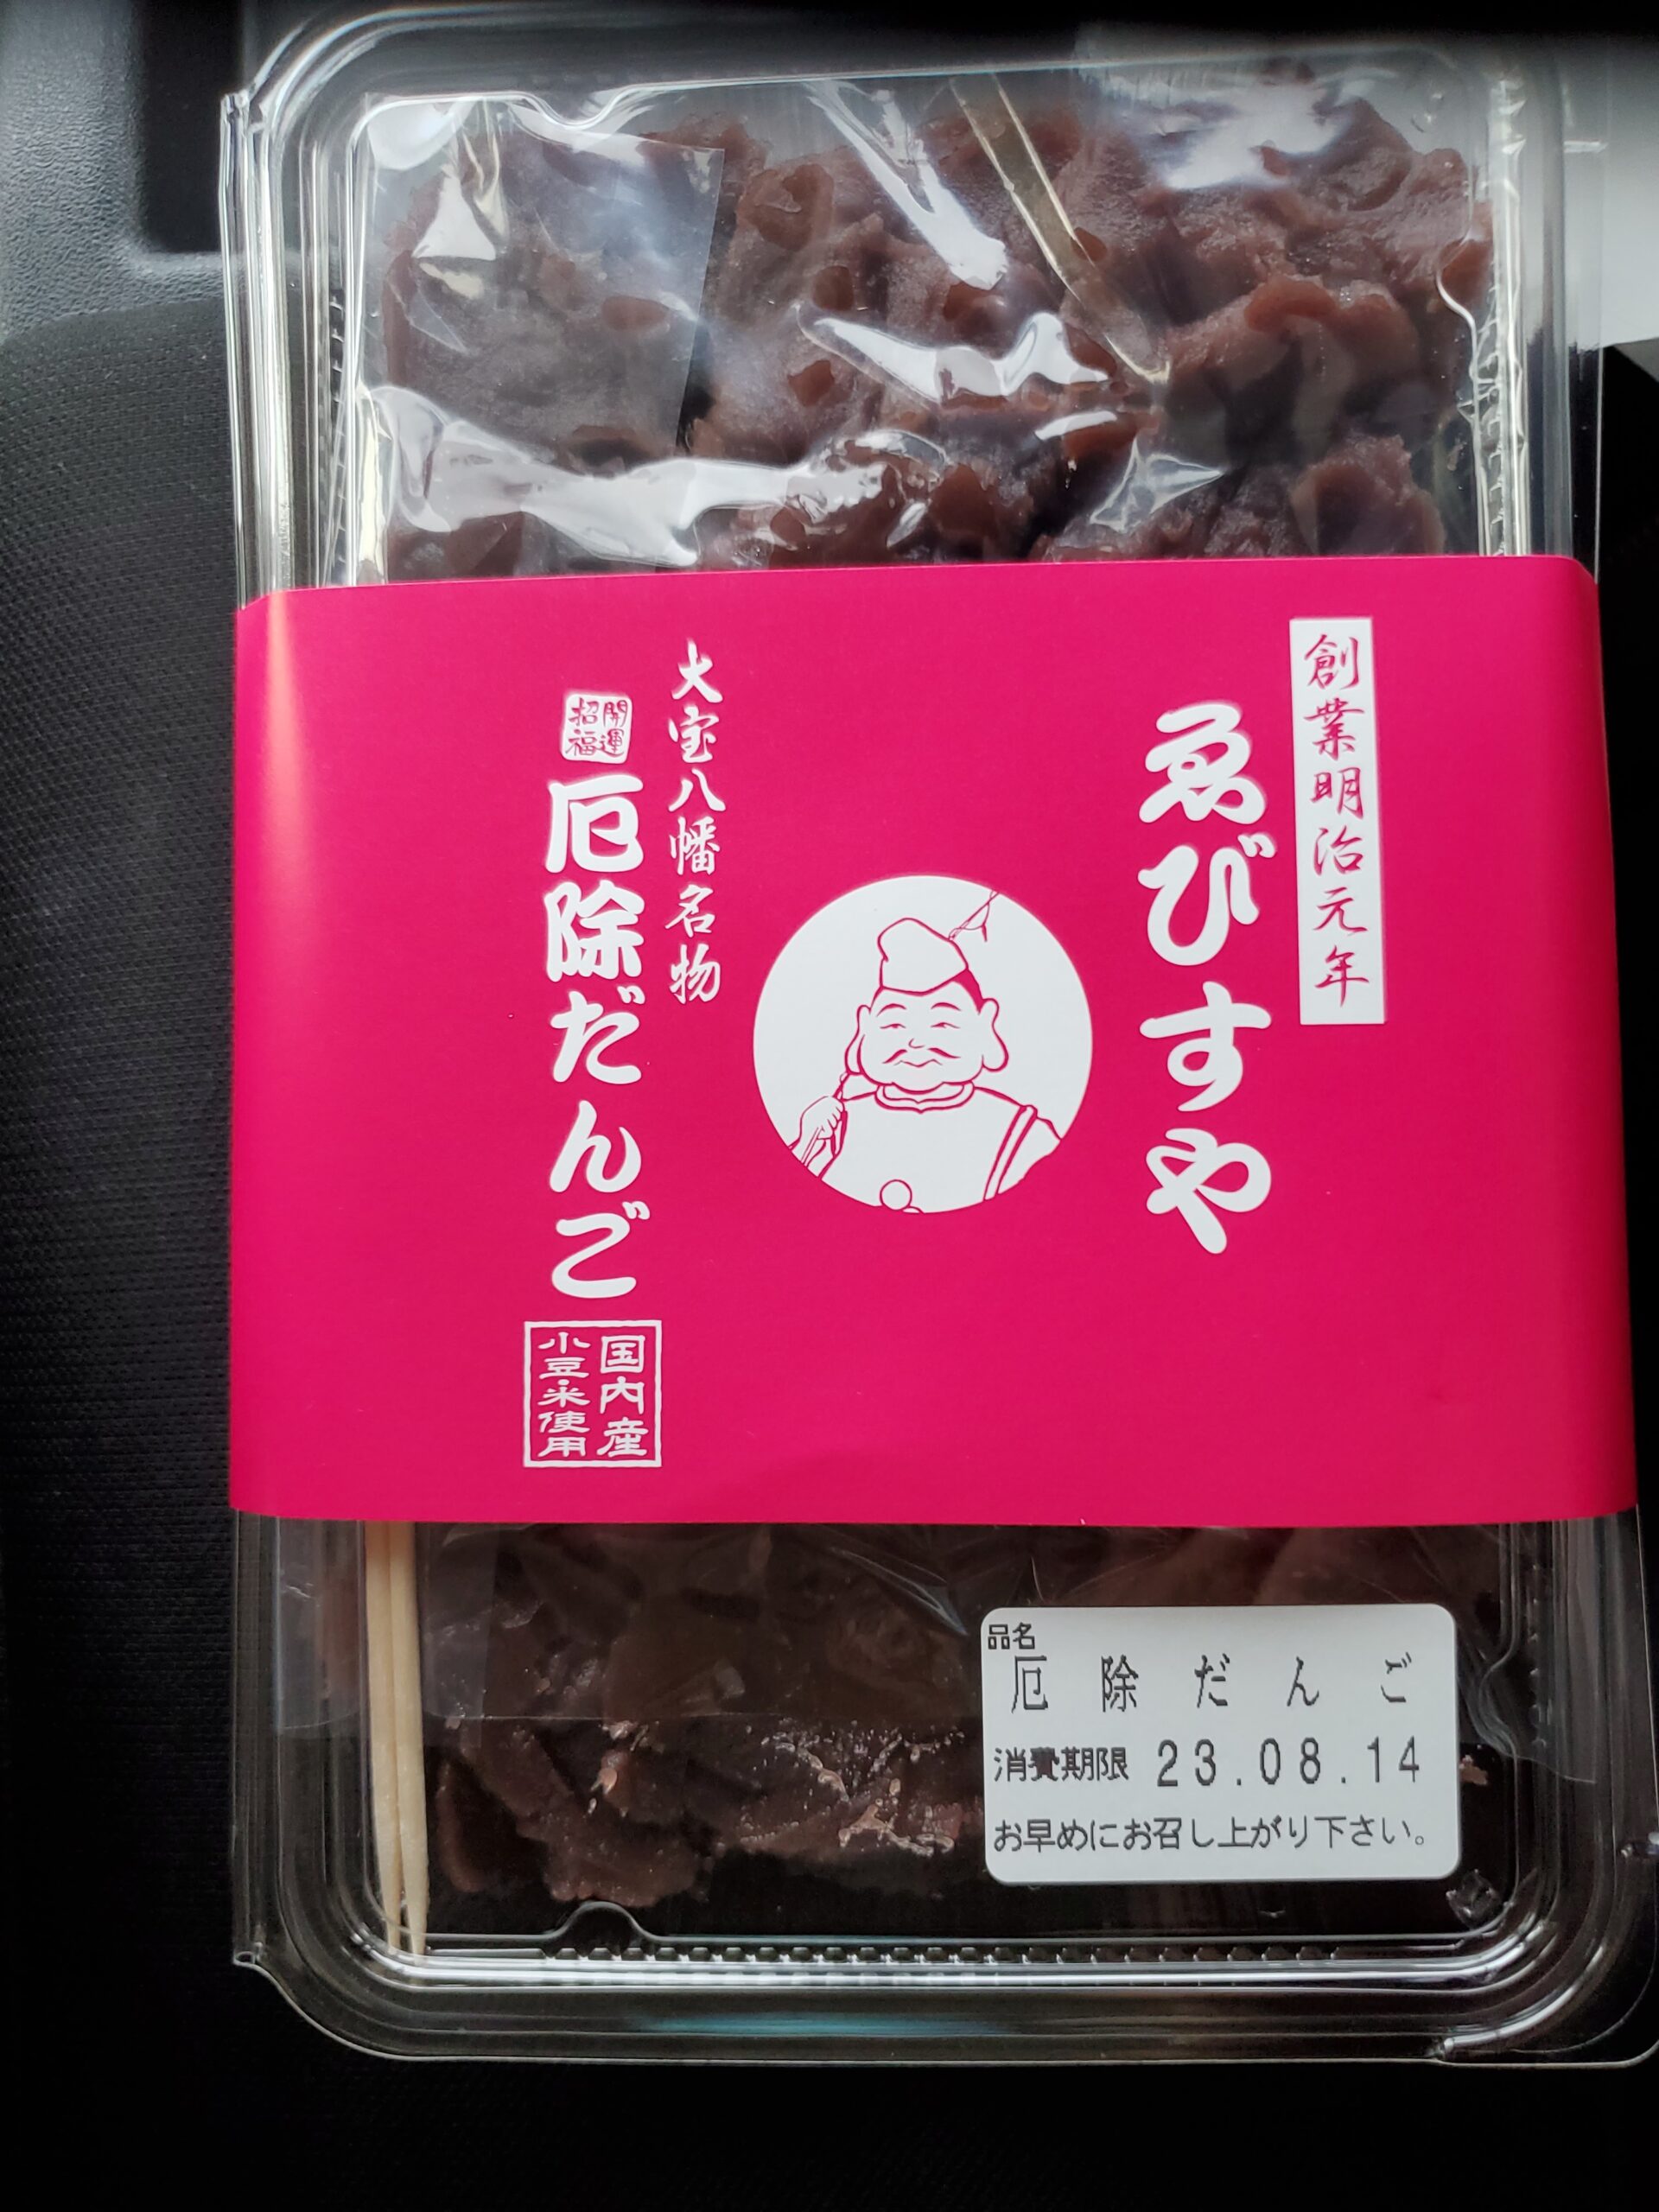 創業明治元年
ゑびすや
大宝八幡名物
開運
招福
厄除だんご
国内産
小豆・米使用
品名
厄除だんご
消費期限 23.08.14
お早めにお召し上がり下さい。